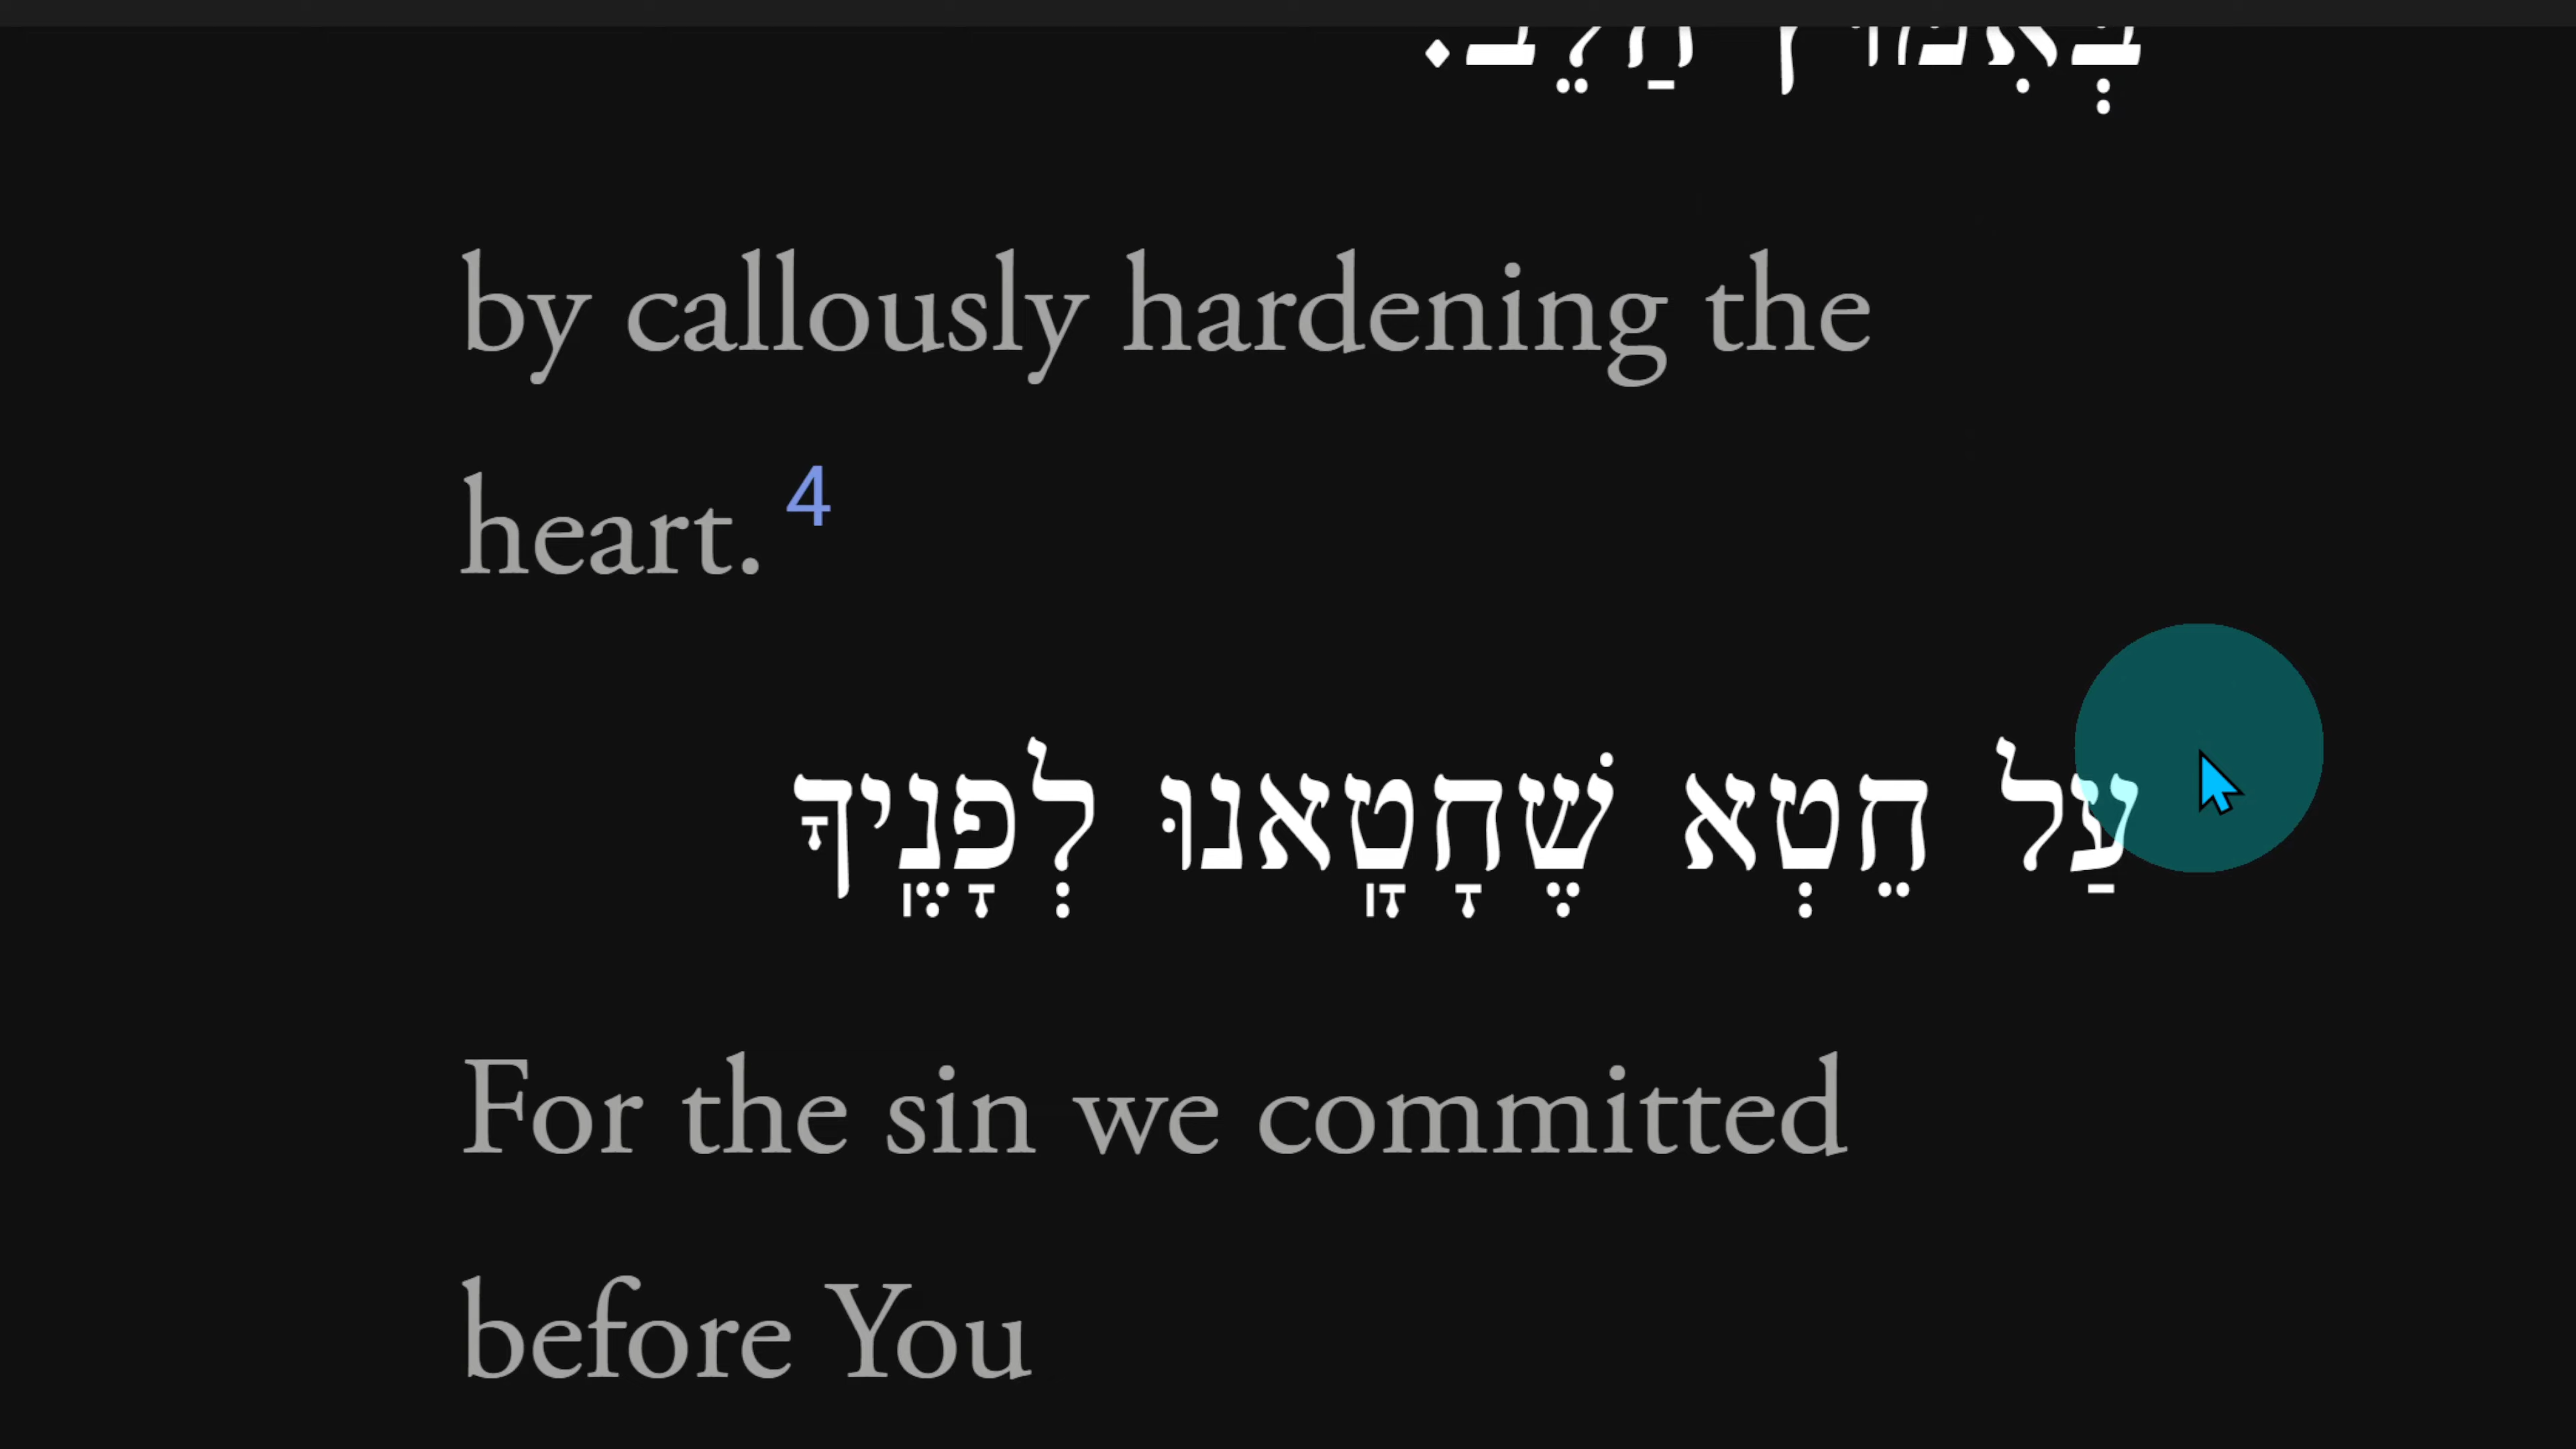 בְּאִמּוּץ הַלֵּב:
by callously hardening the
heart. 4
עַל חֵטְא שֶׁחָטָֽאנוּ לְפָנֶֽיךָ
For the sin we committed
before You